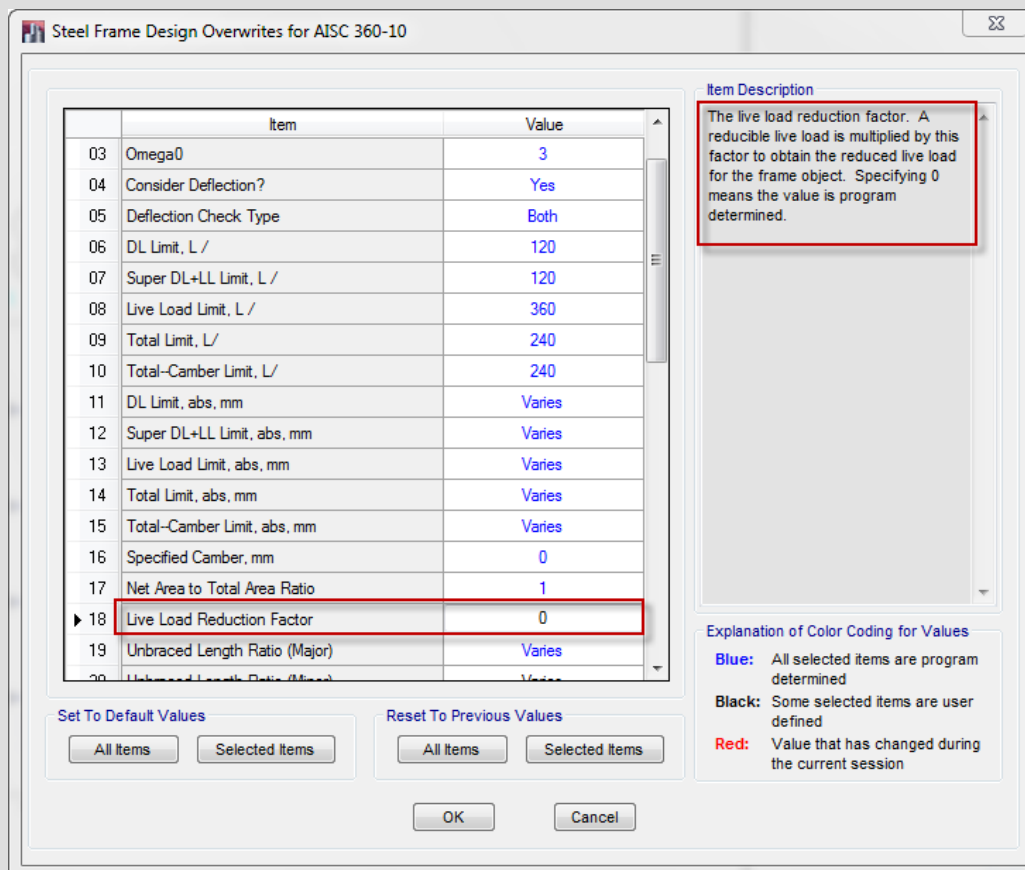 Steel Frame Design Overwrites for AISC 360-10
Item Value
03 Omega0 3
04 Consider Deflection? Yes
05 Deflection Check Type Both
06 DL Limit, L / 120
07 Super DL+LL Limit, L / 120
08 Live Load Limit, L / 360
09 Total Limit, L/ 240
10 Total--Camber Limit, L/ 240
11 DL Limit, abs, mm Varies
12 Super DL+LL Limit, abs, mm Varies
13 Live Load Limit, abs, mm Varies
14 Total Limit, abs, mm Varies
15 Total--Camber Limit, abs, mm Varies
16 Specified Camber, mm 0
17 Net Area to Total Area Ratio 1
18 Live Load Reduction Factor 0
19 Unbraced Length Ratio (Major) Varies
20 Unbraced Length Ratio (Minor) Varies
Set To Default Values
All Items Selected Items
Reset To Previous Values
All Items Selected Items
Item Description
The live load reduction factor. A
reducible live load is multiplied by this
factor to obtain the reduced live load
for the frame object. Specifying 0
means the value is program
determined.
Explanation of Color Coding for Values
Blue: All selected items are program
determined
Black: Some selected items are user
defined
Red: Value that has changed during
the current session
OK Cancel